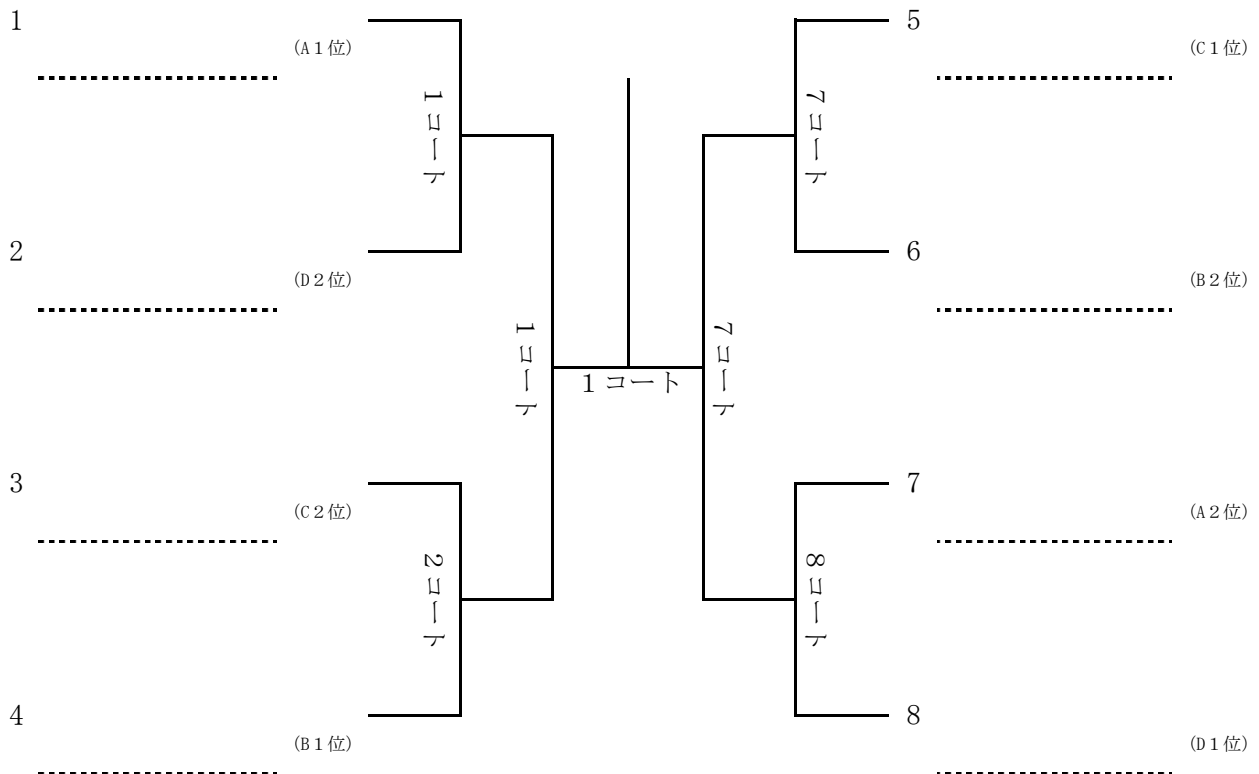 1
(A1位)
1コート
2
(D2位)
1コート
3
(C2位)
2コート
4
(B1位)
1コート
5
(C1位)
7コート
6
(B2位)
7コート
7
(A2位)
8コート
8
(D1位)